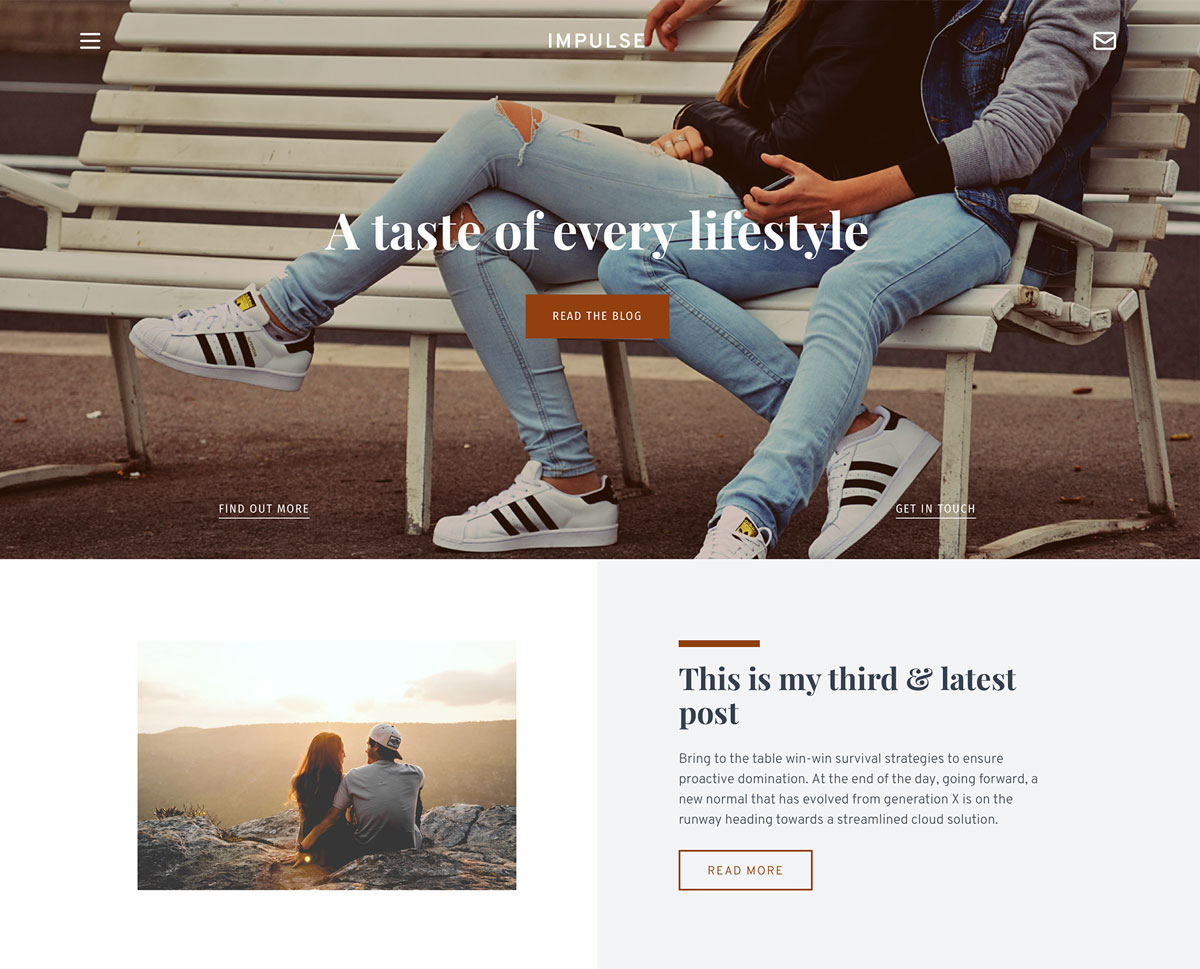 IMPULSE
A taste of every lifestyle
READ THE BLOG
FIND OUT MORE
GET IN TOUCH
This is my third & latest
post
Bring to the table win-win survival strategies to ensure
proactive domination. At the end of the day, going forward, a
new normal that has evolved from generation X is on the
runway heading towards a streamlined cloud solution.
READ MORE